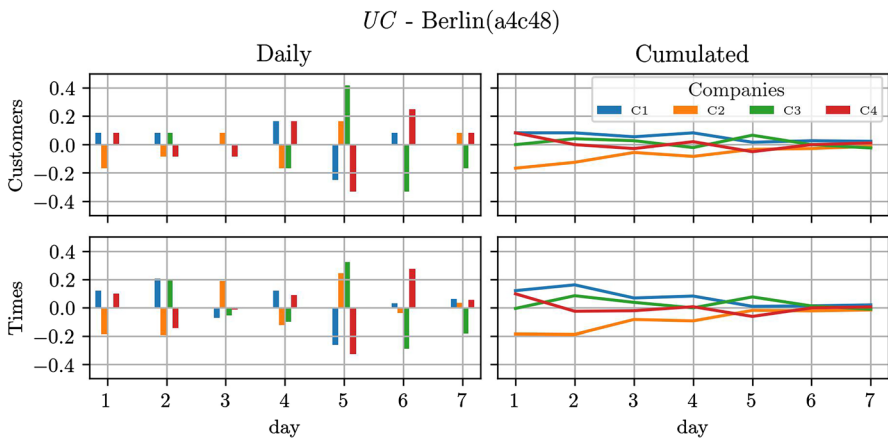 UC - Berlin(a4c48)
Daily
Cumulated
Customers
0.4
0.2
0.0
−0.2
−0.4
Companies
C1 C2 C3 C4
Times
0.4
0.2
0.0
−0.2
−0.4
1 2 3 4 5 6 7
1 2 3 4 5 6 7
day
day